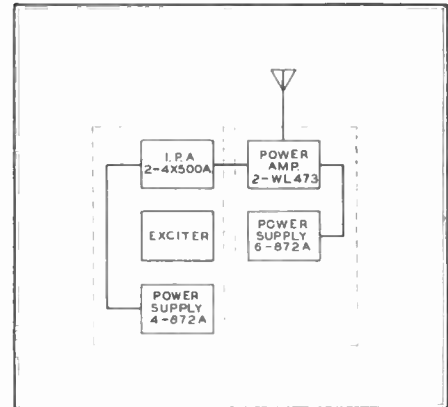 I.P.A
2-4X500A
POWER
AMP.
2-WL473
EXCITER
POWER
SUPPLY
6-872A
POWER
SUPPLY
4-872A